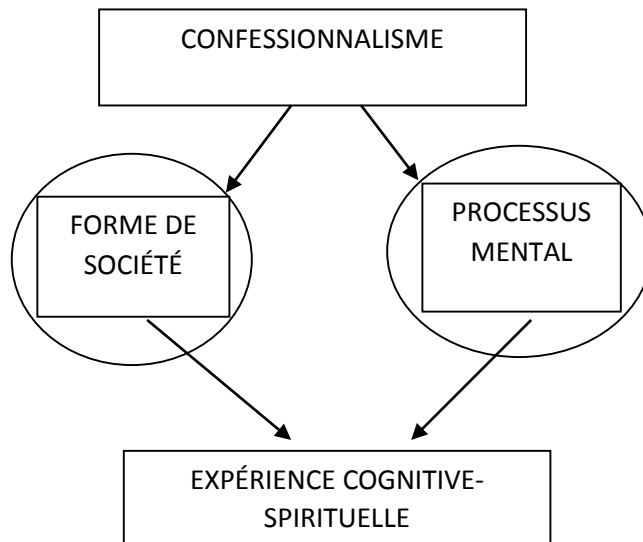 CONFESSIONNALISME
FORME DE
SOCIÉTÉ
PROCESSUS
MENTAL
EXPÉRIENCE COGNITIVE-
SPIRITUELLE